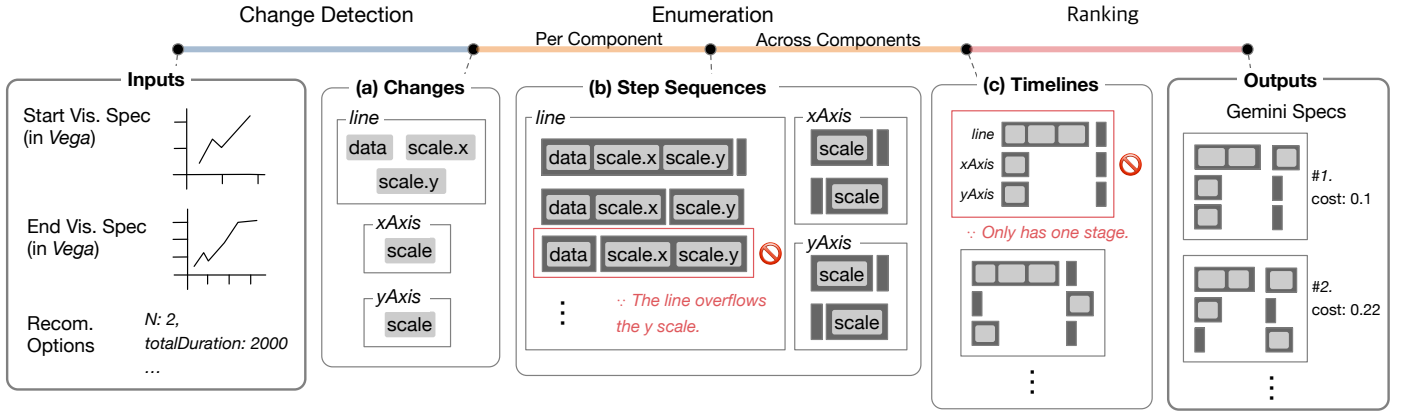 Change Detection
Enumeration
Ranking
Per Component
Across Components
Inputs
Start Vis. Spec
(in Vega)
End Vis. Spec
(in Vega)
Recom.
Options
N: 2,
totalDuration: 2000
...
(a) Changes
line
data
scale.x
scale.y
xAxis
scale
yAxis
scale
(b) Step Sequences
line
data scale.x scale.y
data scale.x scale.y
data scale.x scale.y
∵ The line overflows
the y scale.
⋮
xAxis
scale
scale
yAxis
scale
scale
(c) Timelines
line
xAxis
yAxis
∵ Only has one stage.
⋮
Outputs
Gemini Specs
#1.
cost: 0.1
#2.
cost: 0.22
⋮